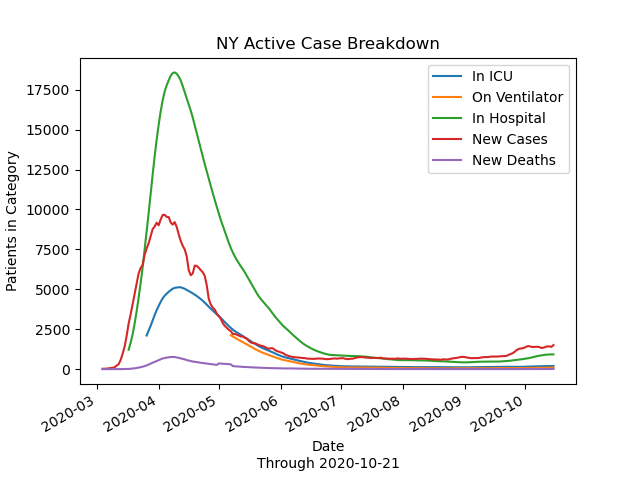 NY Active Case Breakdown
In ICU
On Ventilator
In Hospital
New Cases
New Deaths
Patients in Category
17500
15000
12500
10000
7500
5000
2500
0
2020-03
2020-04
2020-05
2020-06
2020-07
2020-08
2020-09
2020-10
Date
Through 2020-10-21